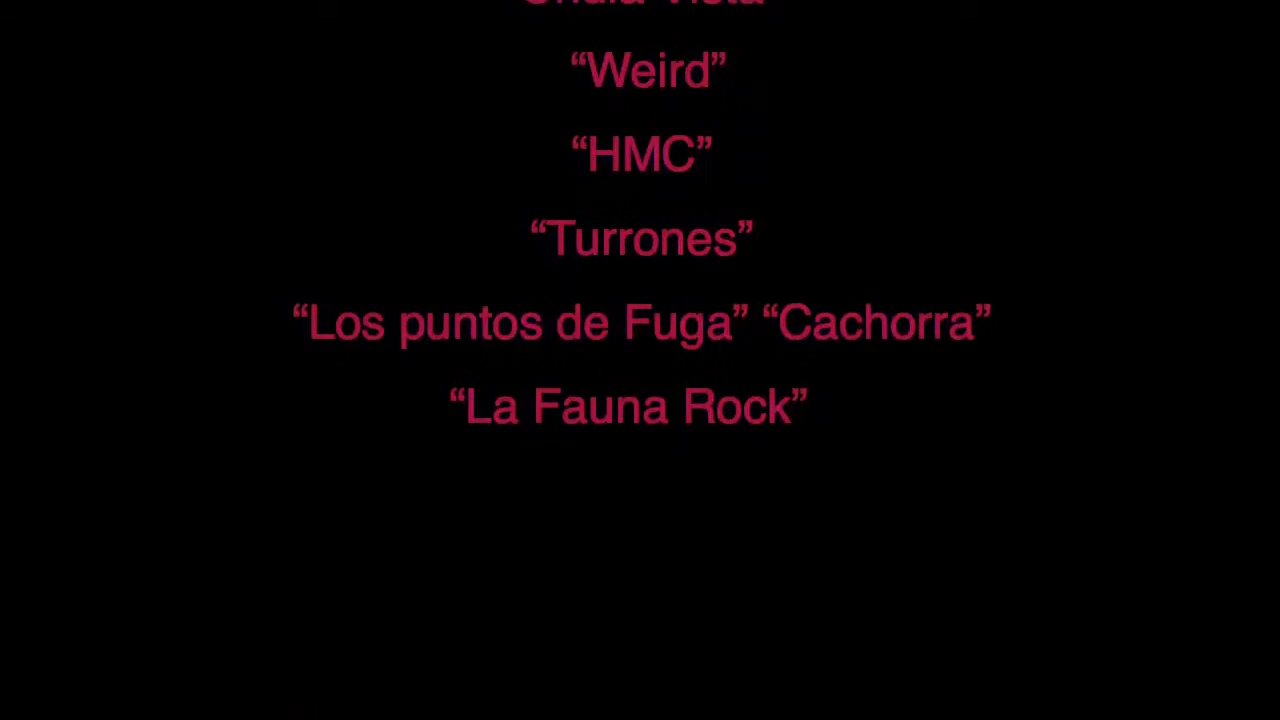 “Weird”
“HMC”
“Turrones”
“Los puntos de Fuga” “Cachorra”
“La Fauna Rock”